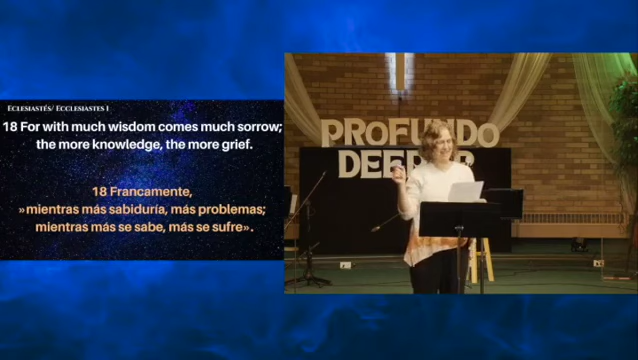 ECLESIASTÉS/ ECCLESIASTES 1
18 For with much wisdom comes much sorrow;
the more knowledge, the more grief.
18 Francamente,
»mientras más sabiduría, más problemas;
mientras más se sabe, más se sufre».
PROFUNDO